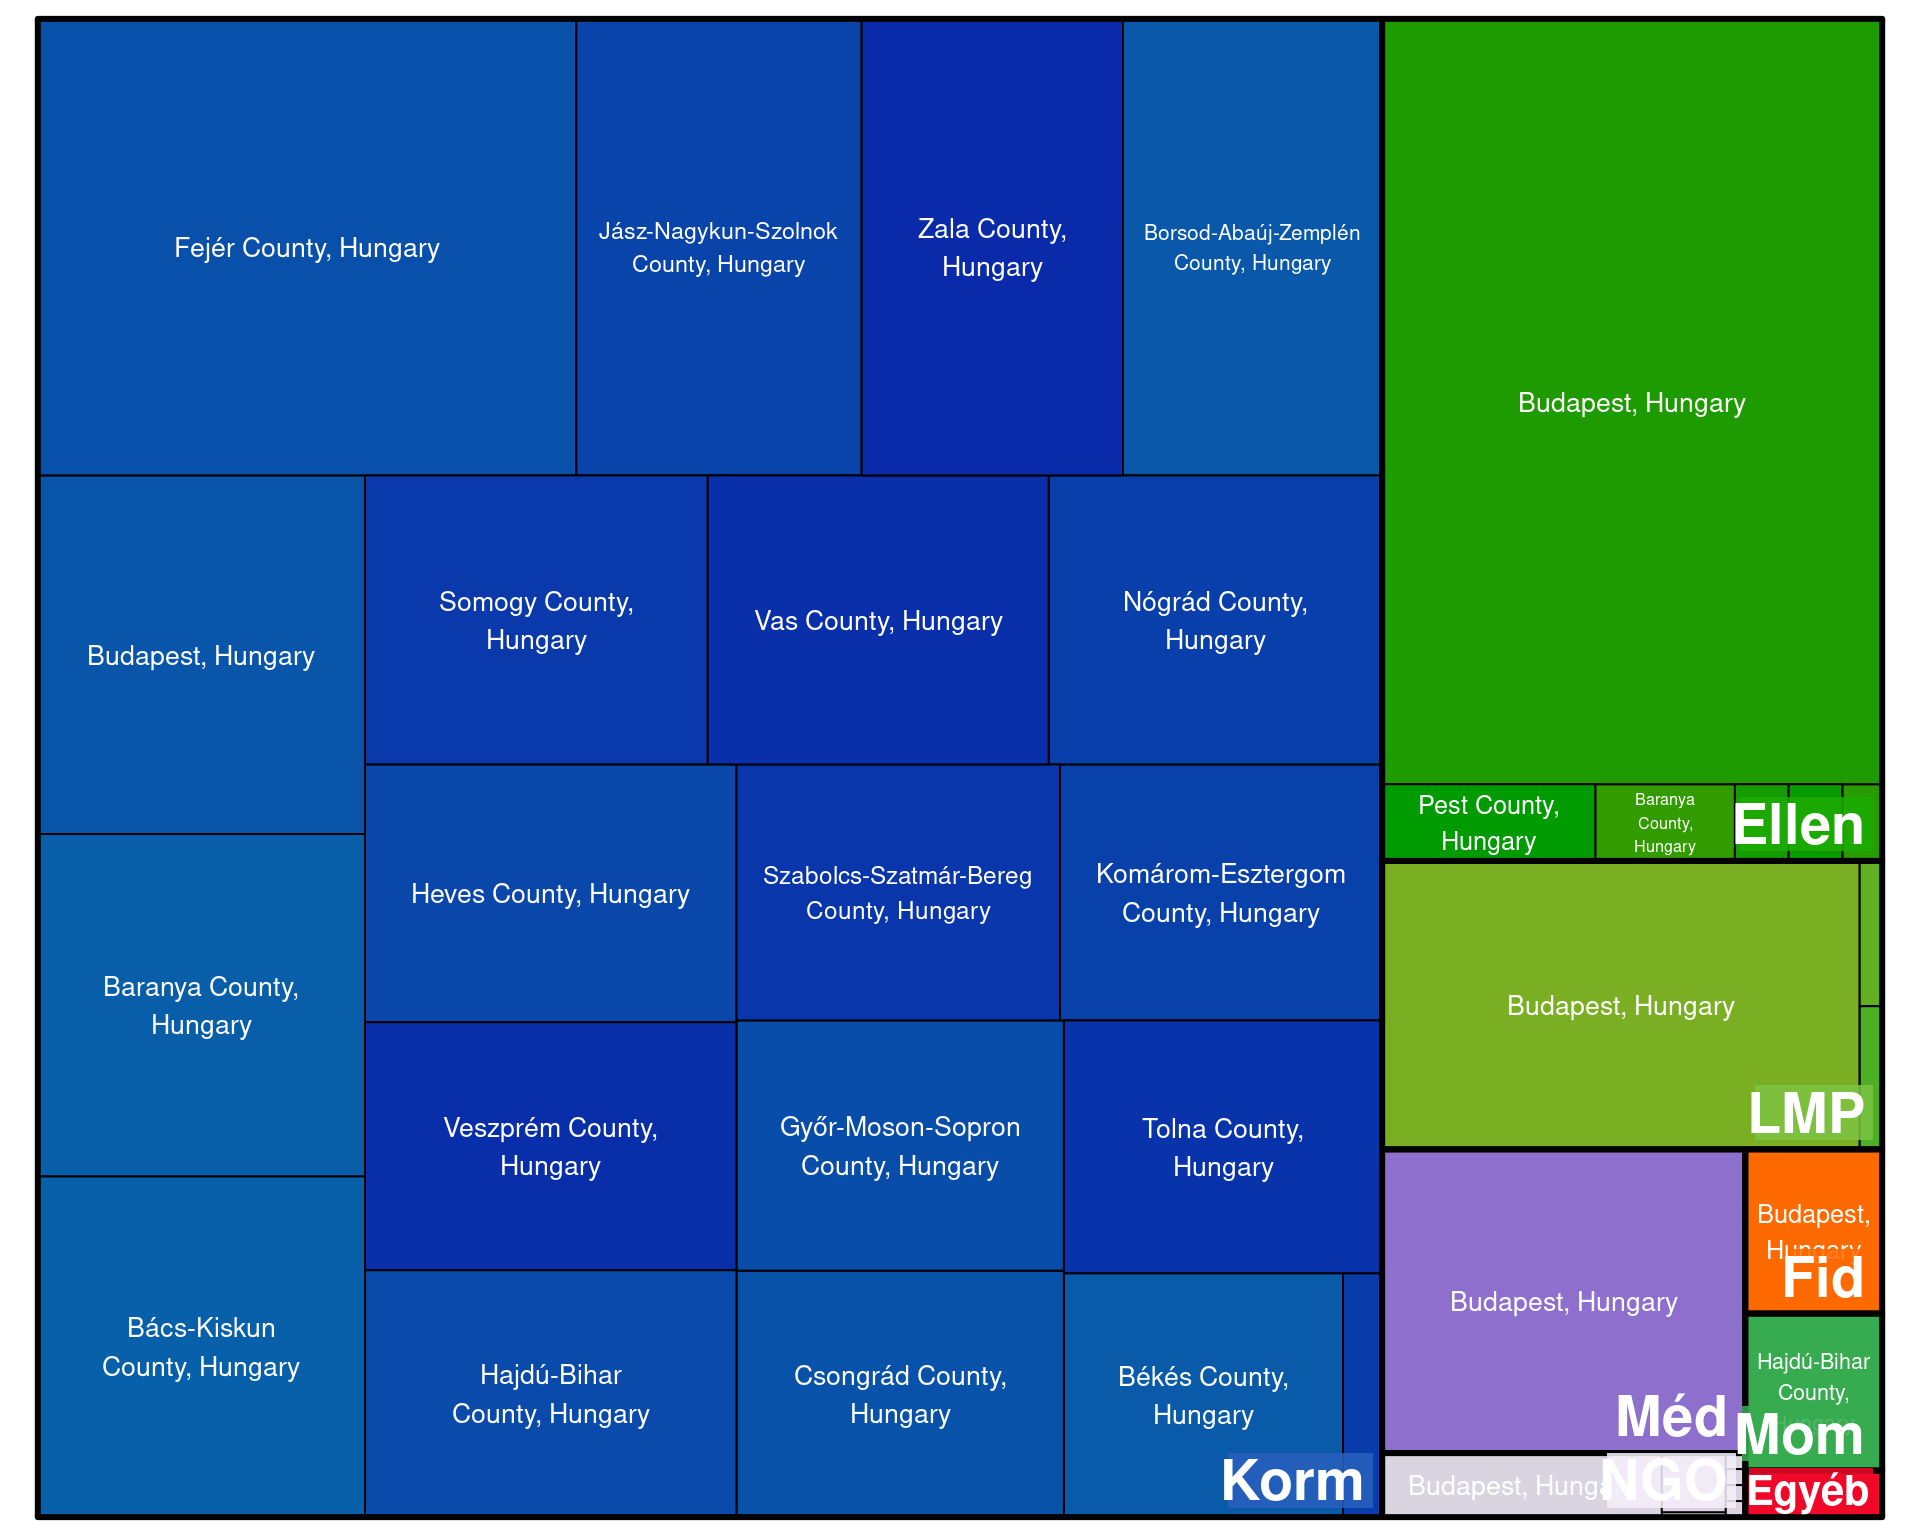 Fejér County, Hungary
Jász-Nagykun-Szolnok
County, Hungary
Zala County,
Hungary
Borsod-Abaúj-Zemplén
County, Hungary
Budapest, Hungary
Somogy County,
Hungary
Vas County, Hungary
Nógrád County,
Hungary
Baranya County,
Hungary
Bács-Kiskun
County, Hungary
Heves County, Hungary
Szabolcs-Szatmár-Bereg
County, Hungary
Komárom-Esztergom
County, Hungary
Veszprém County,
Hungary
Győr-Moson-Sopron
County, Hungary
Tolna County,
Hungary
Hajdú-Bihar
County, Hungary
Csongrád County,
Hungary
Békés County,
Hungary
Korm
Budapest, Hungary
Pest County,
Hungary
Baranya
County,
Hungary
Ellen
Budapest, Hungary
LMP
Budapest, Hungary
Méd
Budapest,
Hungary
Fid
Hajdú-Bihar
County,
Hungary
Mom
Budapest,
NGO
Egyéb